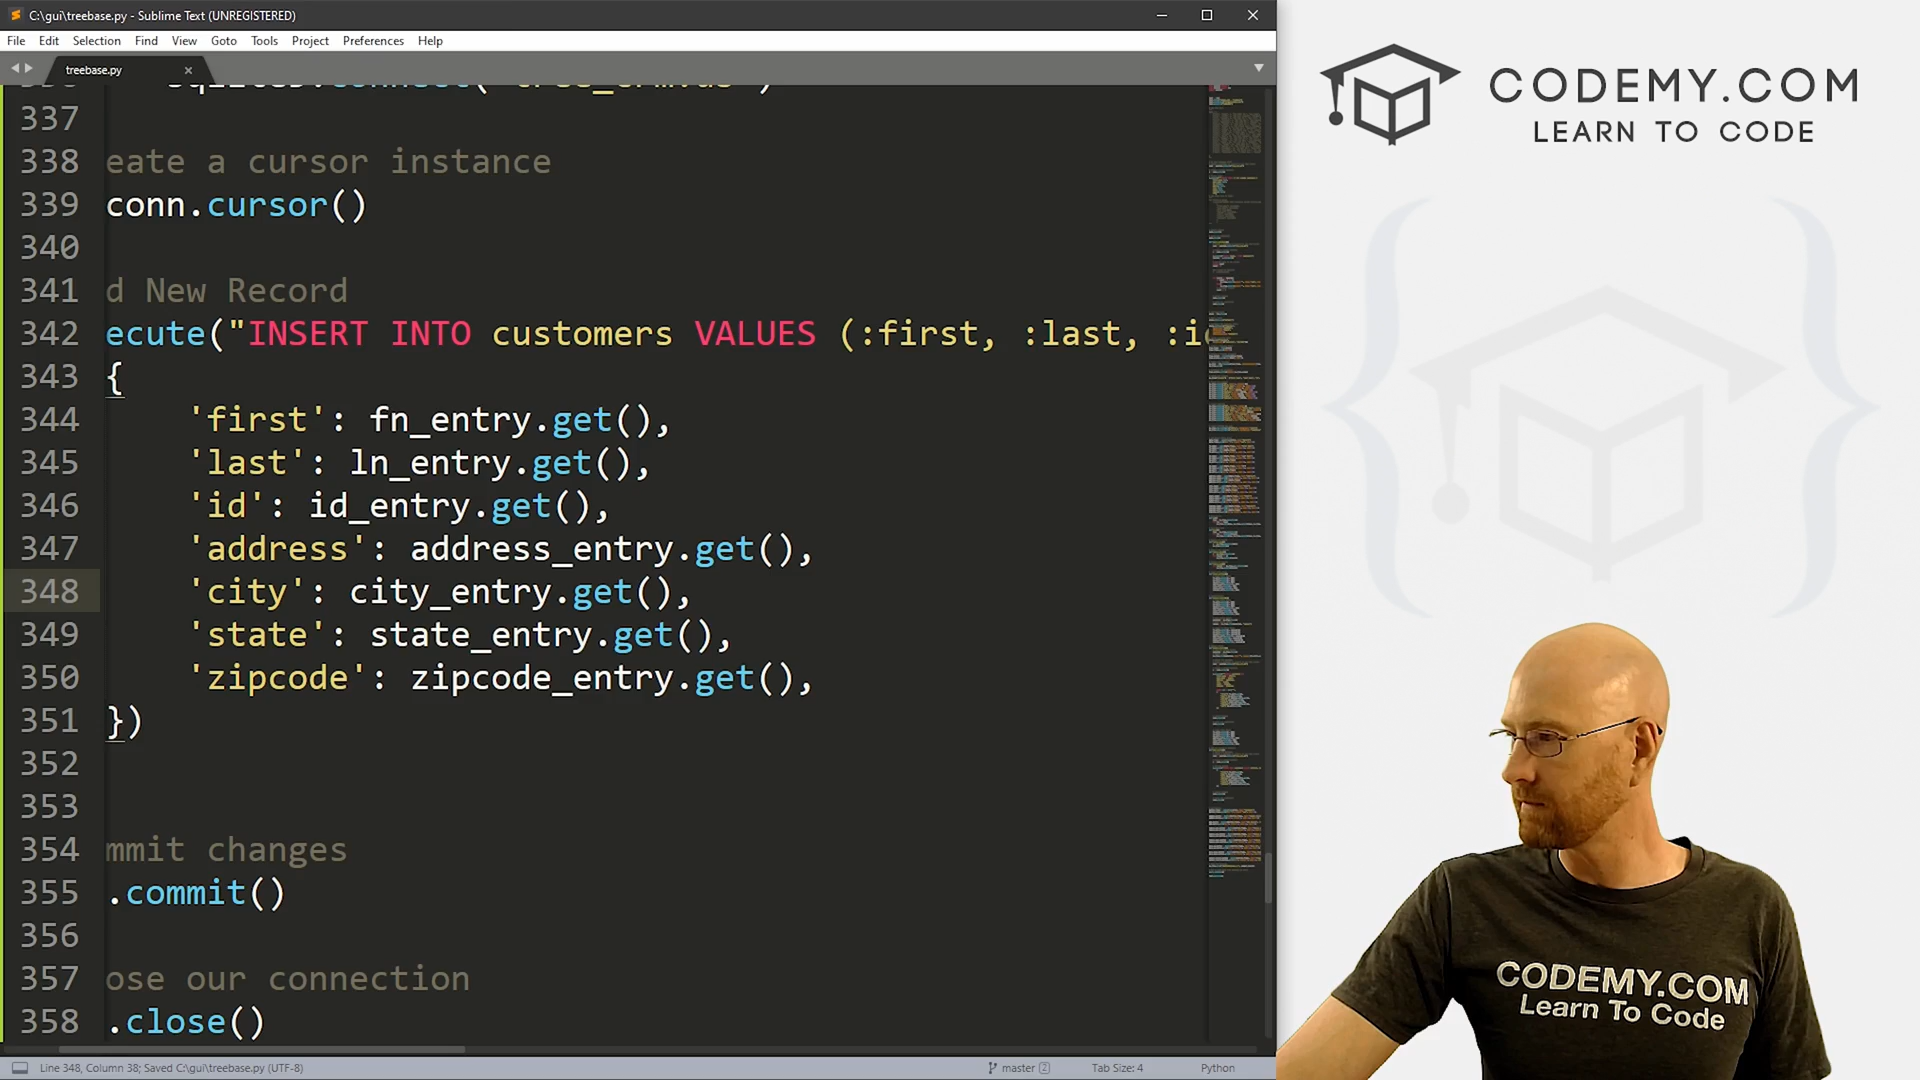 C:\gui\treebase.py - Sublime Text (UNREGISTERED)
File Edit Selection Find View Goto Tools Project Preferences Help
treebase.py
337
338 eate a cursor instance
339 conn.cursor()
340
341 d New Record
342 ecute("INSERT INTO customers VALUES (:first, :last, :i
343 {
344 'first': fn_entry.get(),
345 'last': ln_entry.get(),
346 'id': id_entry.get(),
347 'address': address_entry.get(),
348 'city': city_entry.get(),
349 'state': state_entry.get(),
350 'zipcode': zipcode_entry.get(),
351 })
352
353
354 mmit changes
355 .commit()
356
357 ose our connection
358 .close()
Line 348, Column 38; Saved C:\gui\treebase.py (UTF-8)
master 2
Tab Size: 4
Python
CODEMY.COM
LEARN TO CODE
CODEMY.COM
Learn To Code